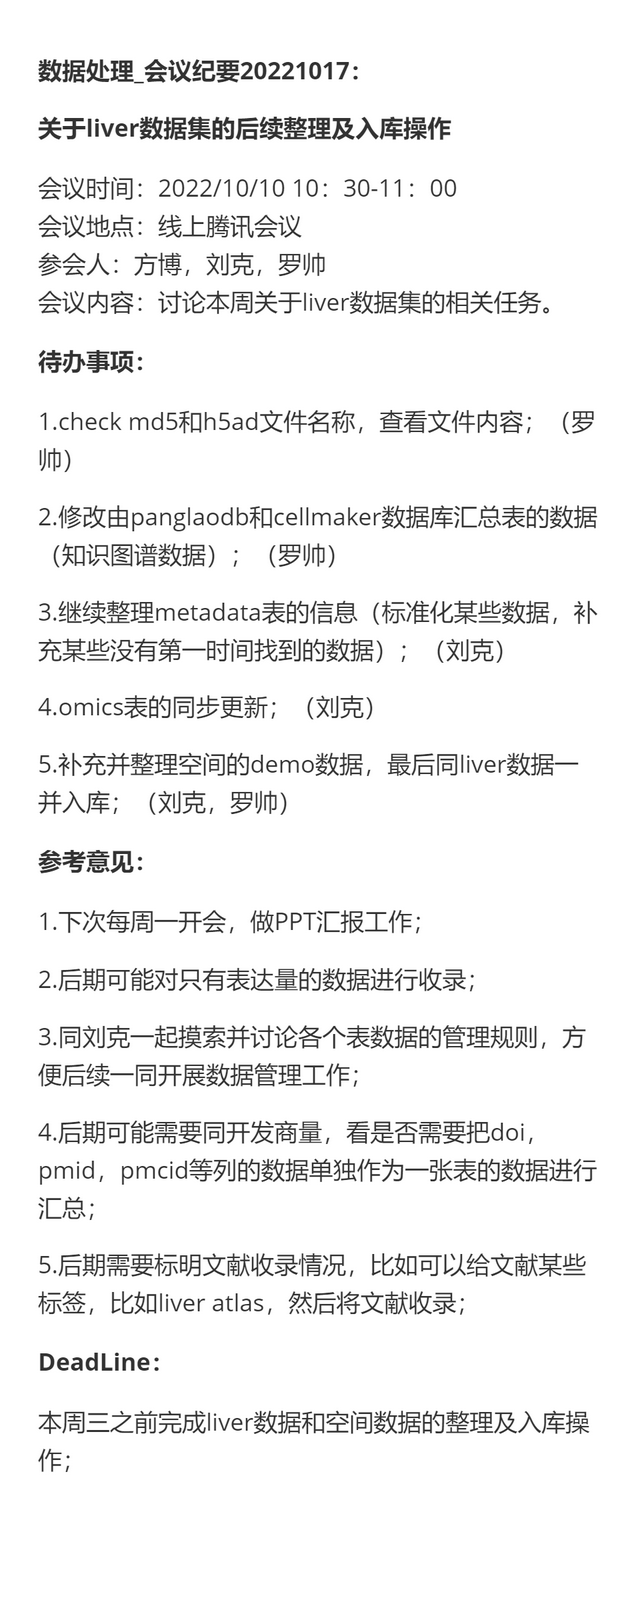 数据处理_会议纪要20221017：
关于liver数据集的后续整理及入库操作
会议时间：2022/10/10 10：30-11：00
会议地点：线上腾讯会议
参会人：方博，刘克，罗帅
会议内容：讨论本周关于liver数据集的相关任务。
待办事项：
1.check md5和h5ad文件名称，查看文件内容；（罗
帅）
2.修改由panglaodb和cellmaker数据库汇总表的数据
（知识图谱数据）；（罗帅）
3.继续整理metadata表的信息（标准化某些数据，补
充某些没有第一时间找到的数据）；（刘克）
4.omics表的同步更新；（刘克）
5.补充并整理空间的demo数据，最后同liver数据一
并入库；（刘克，罗帅）
参考意见：
1.下次每周一开会，做PPT汇报工作；
2.后期可能对只有表达量的数据进行收录；
3.同刘克一起摸索并讨论各个表数据的管理规则，方
便后续一同开展数据管理工作；
4.后期可能需要同开发商量，看是否需要把doi，
pmid，pmcid等列的数据单独作为一张表的数据进行
汇总；
5.后期需要标明文献收录情况，比如可以给文献某些
标签，比如liver atlas，然后将文献收录；
DeadLine：
本周三之前完成liver数据和空间数据的整理及入库操
作；